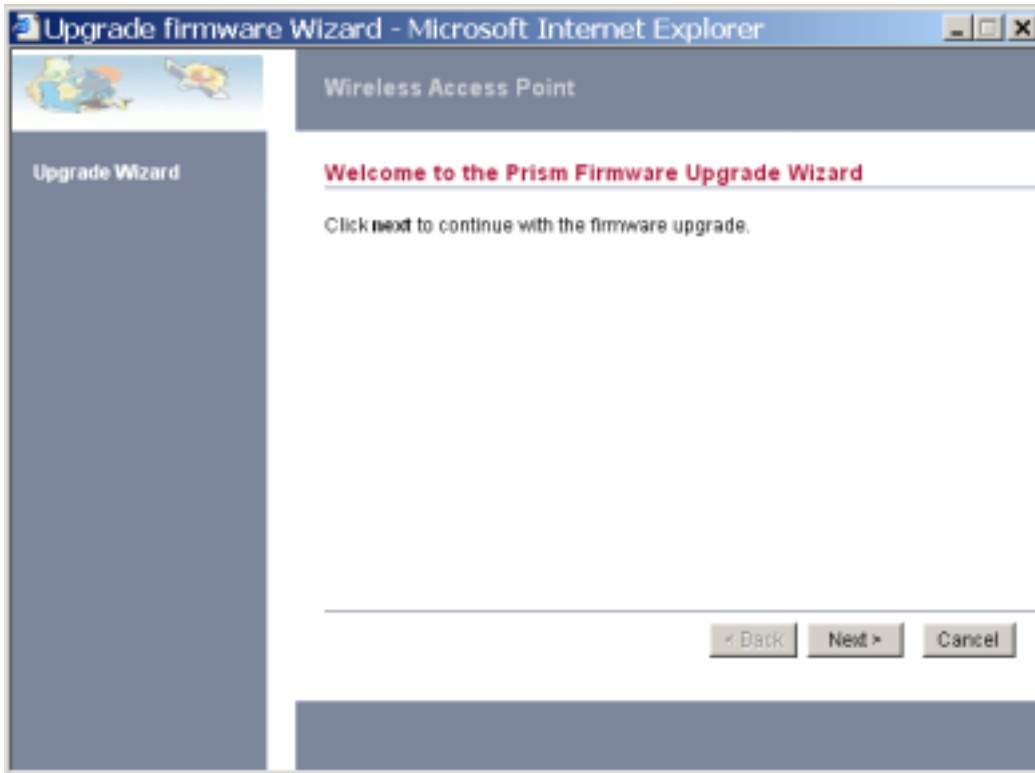 Upgrade firmware Wizard - Microsoft Internet Explorer
Wireless Access Point
Upgrade Wizard
Welcome to the Prism Firmware Upgrade Wizard
Click next to continue with the firmware upgrade.
< Back Next > Cancel